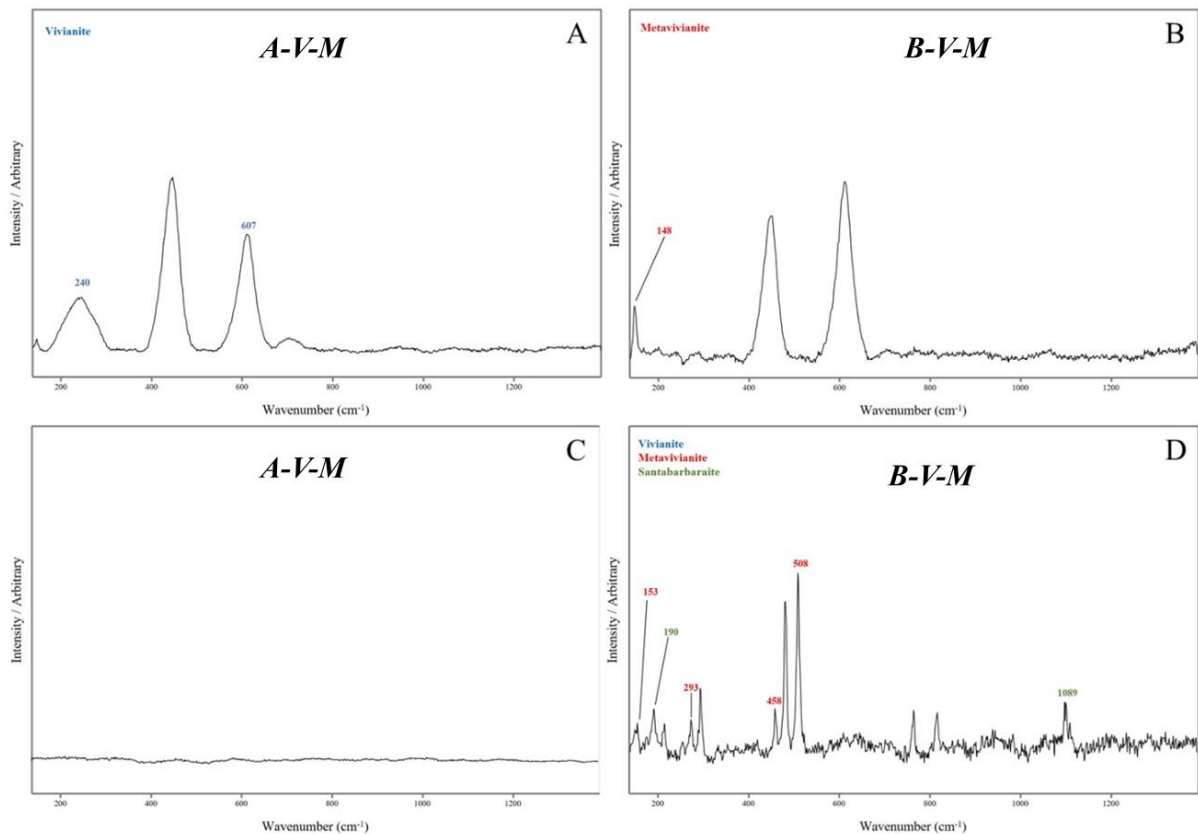 Vivianite
A-V-M
A
240
607
Intensity / Arbitrary
200
400
600
800
1000
1200
Wavenumber (cm⁻¹)
Metavivianite
B-V-M
B
148
Intensity / Arbitrary
200
400
600
800
1000
1200
Wavenumber (cm⁻¹)
A-V-M
C
Intensity / Arbitrary
200
400
600
800
1000
1200
Wavenumber (cm⁻¹)
Vivianite
Metavivianite
Santabarbaraite
B-V-M
D
153
190
293
458
508
1089
Intensity / Arbitrary
200
400
600
800
1000
1200
Wavenumber (cm⁻¹)